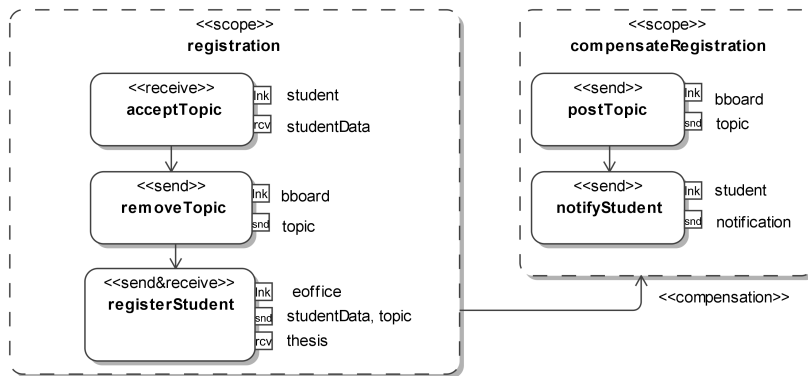 <<scope>>
registration
<<receive>>
acceptTopic
lnk student
rcv studentData
<<send>>
removeTopic
lnk bboard
snd topic
<<send&receive>>
registerStudent
lnk eoffice
snd studentData, topic
rcv thesis
<<scope>>
compensateRegistration
<<send>>
postTopic
lnk bboard
snd topic
<<send>>
notifyStudent
lnk student
snd notification
<<compensation>>